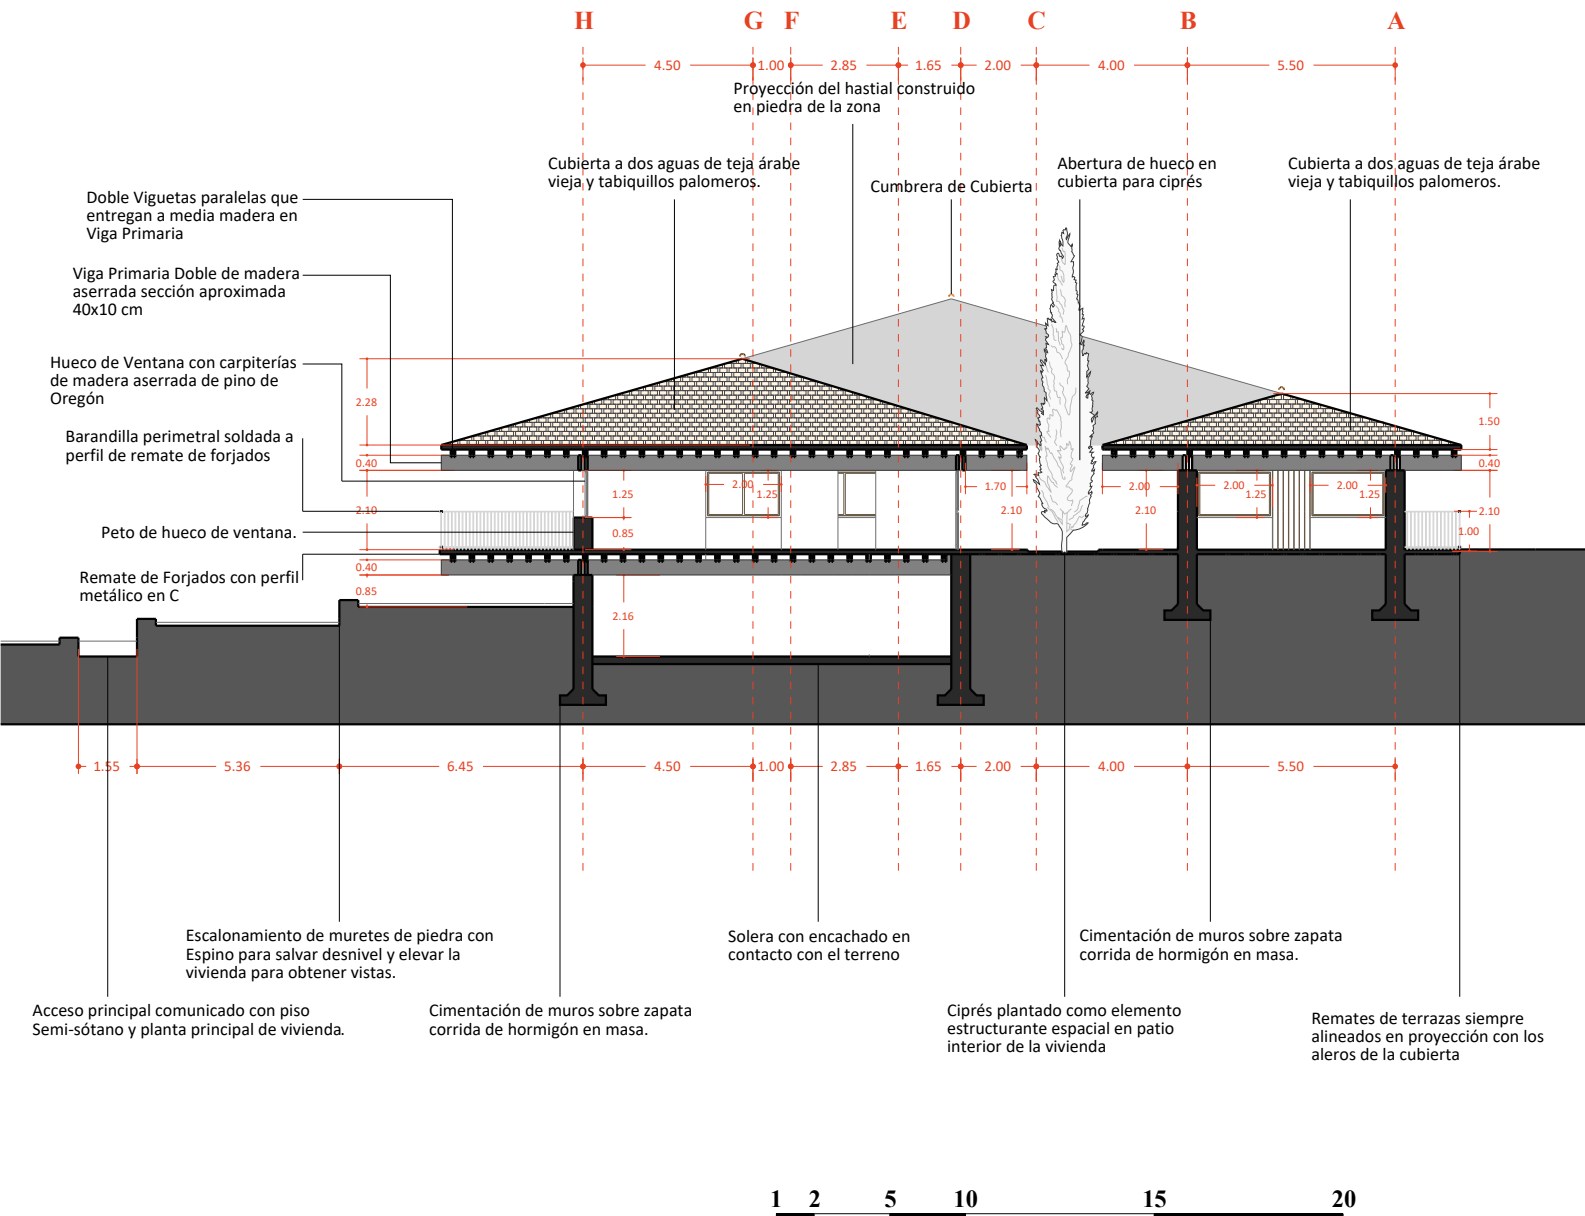 H G F E D C B A
4.50 1.00 2.85 1.65 2.00 4.00 5.50
Proyección del hastial construido
en piedra de la zona
Cubierta a dos aguas de teja árabe
vieja y tabiquillos palomeros.
Cumbrera de Cubierta
Abertura de hueco en
cubierta para ciprés
Cubierta a dos aguas de teja árabe
vieja y tabiquillos palomeros.
Doble Viguetas paralelas que
entregan a media madera en
Viga Primaria
Viga Primaria Doble de madera
aserrada sección aproximada
40x10 cm
Hueco de Ventana con carpiterías
de madera aserrada de pino de
Oregón
Barandilla perimetral soldada a
perfil de remate de forjados
Peto de hueco de ventana.
Remate de Forjados con perfil
metálico en C
2.28
0.40
2.10
0.40
0.85
1.25
0.85
2.16
2.00
1.25
1.70
2.10
2.00
2.10
2.00
1.25
2.00
1.25
1.50
0.40
2.10
1.00
1.55 5.36 6.45 4.50 1.00 2.85 1.65 2.00 4.00 5.50
Escalonamiento de muretes de piedra con
Espino para salvar desnivel y elevar la
vivienda para obtener vistas.
Solera con encachado en
contacto con el terreno
Cimentación de muros sobre zapata
corrida de hormigón en masa.
Acceso principal comunicado con piso
Semi-sótano y planta principal de vivienda.
Cimentación de muros sobre zapata
corrida de hormigón en masa.
Ciprés plantado como elemento
estructurante espacial en patio
interior de la vivienda
Remates de terrazas siempre
alineados en proyección con los
aleros de la cubierta
1 2 5 10 15 20